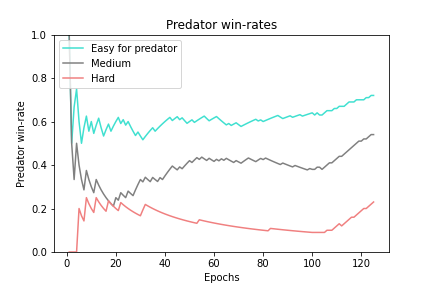 Predator win-rates
Easy for predator
Medium
Hard
Predator win-rate
1.0
0.8
0.6
0.4
0.2
0.0
0 20 40 60 80 100 120
Epochs